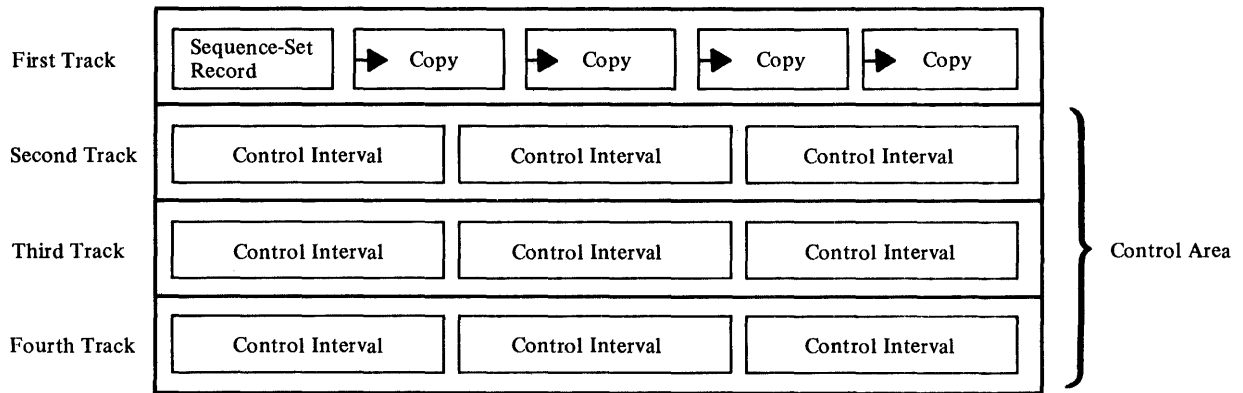 First Track
Sequence-Set
Record
Copy
Copy
Copy
Copy
Second Track
Control Interval
Control Interval
Control Interval
Third Track
Control Interval
Control Interval
Control Interval
Control Area
Fourth Track
Control Interval
Control Interval
Control Interval